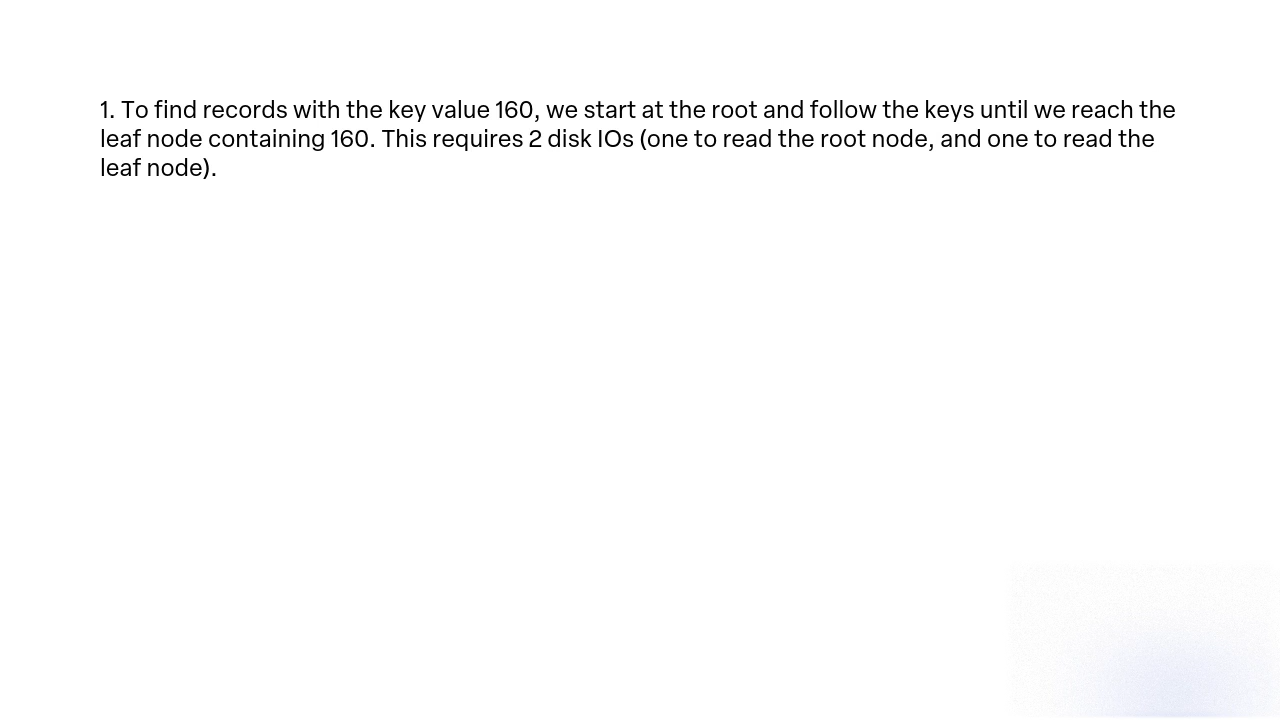 1. To find records with the key value 160, we start at the root and follow the keys until we reach the
leaf node containing 160. This requires 2 disk IOs (one to read the root node, and one to read the
leaf node).